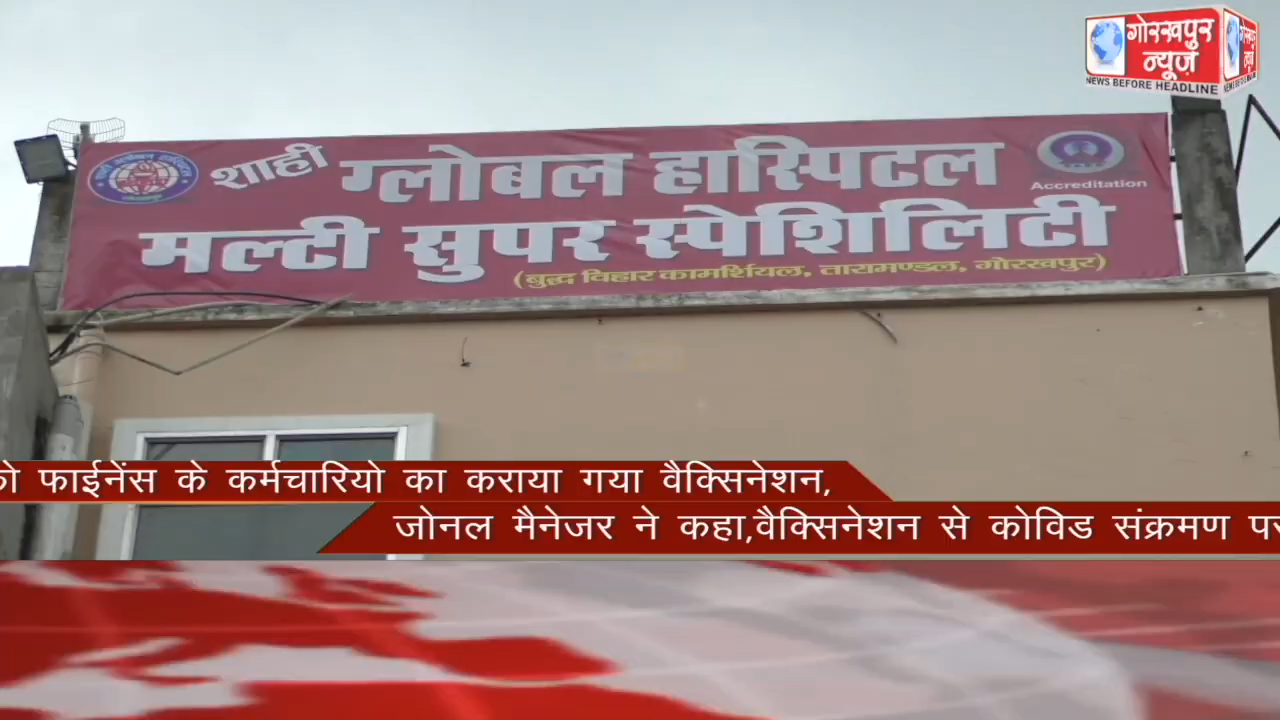 गोरखपुर
न्यूज़
NEWS BEFORE HEADLINE
शाही ग्लोबल हास्पिटल
Accreditation
मल्टी सुपर स्पेशिलिटी
(बुद्ध विहार कामर्शियल, तारामण्डल, गोरखपुर)
को फाईनेंस के कर्मचारियो का कराया गया वैक्सिनेशन,
जोनल मैनेजर ने कहा,वैक्सिनेशन से कोविड संक्रमण पर